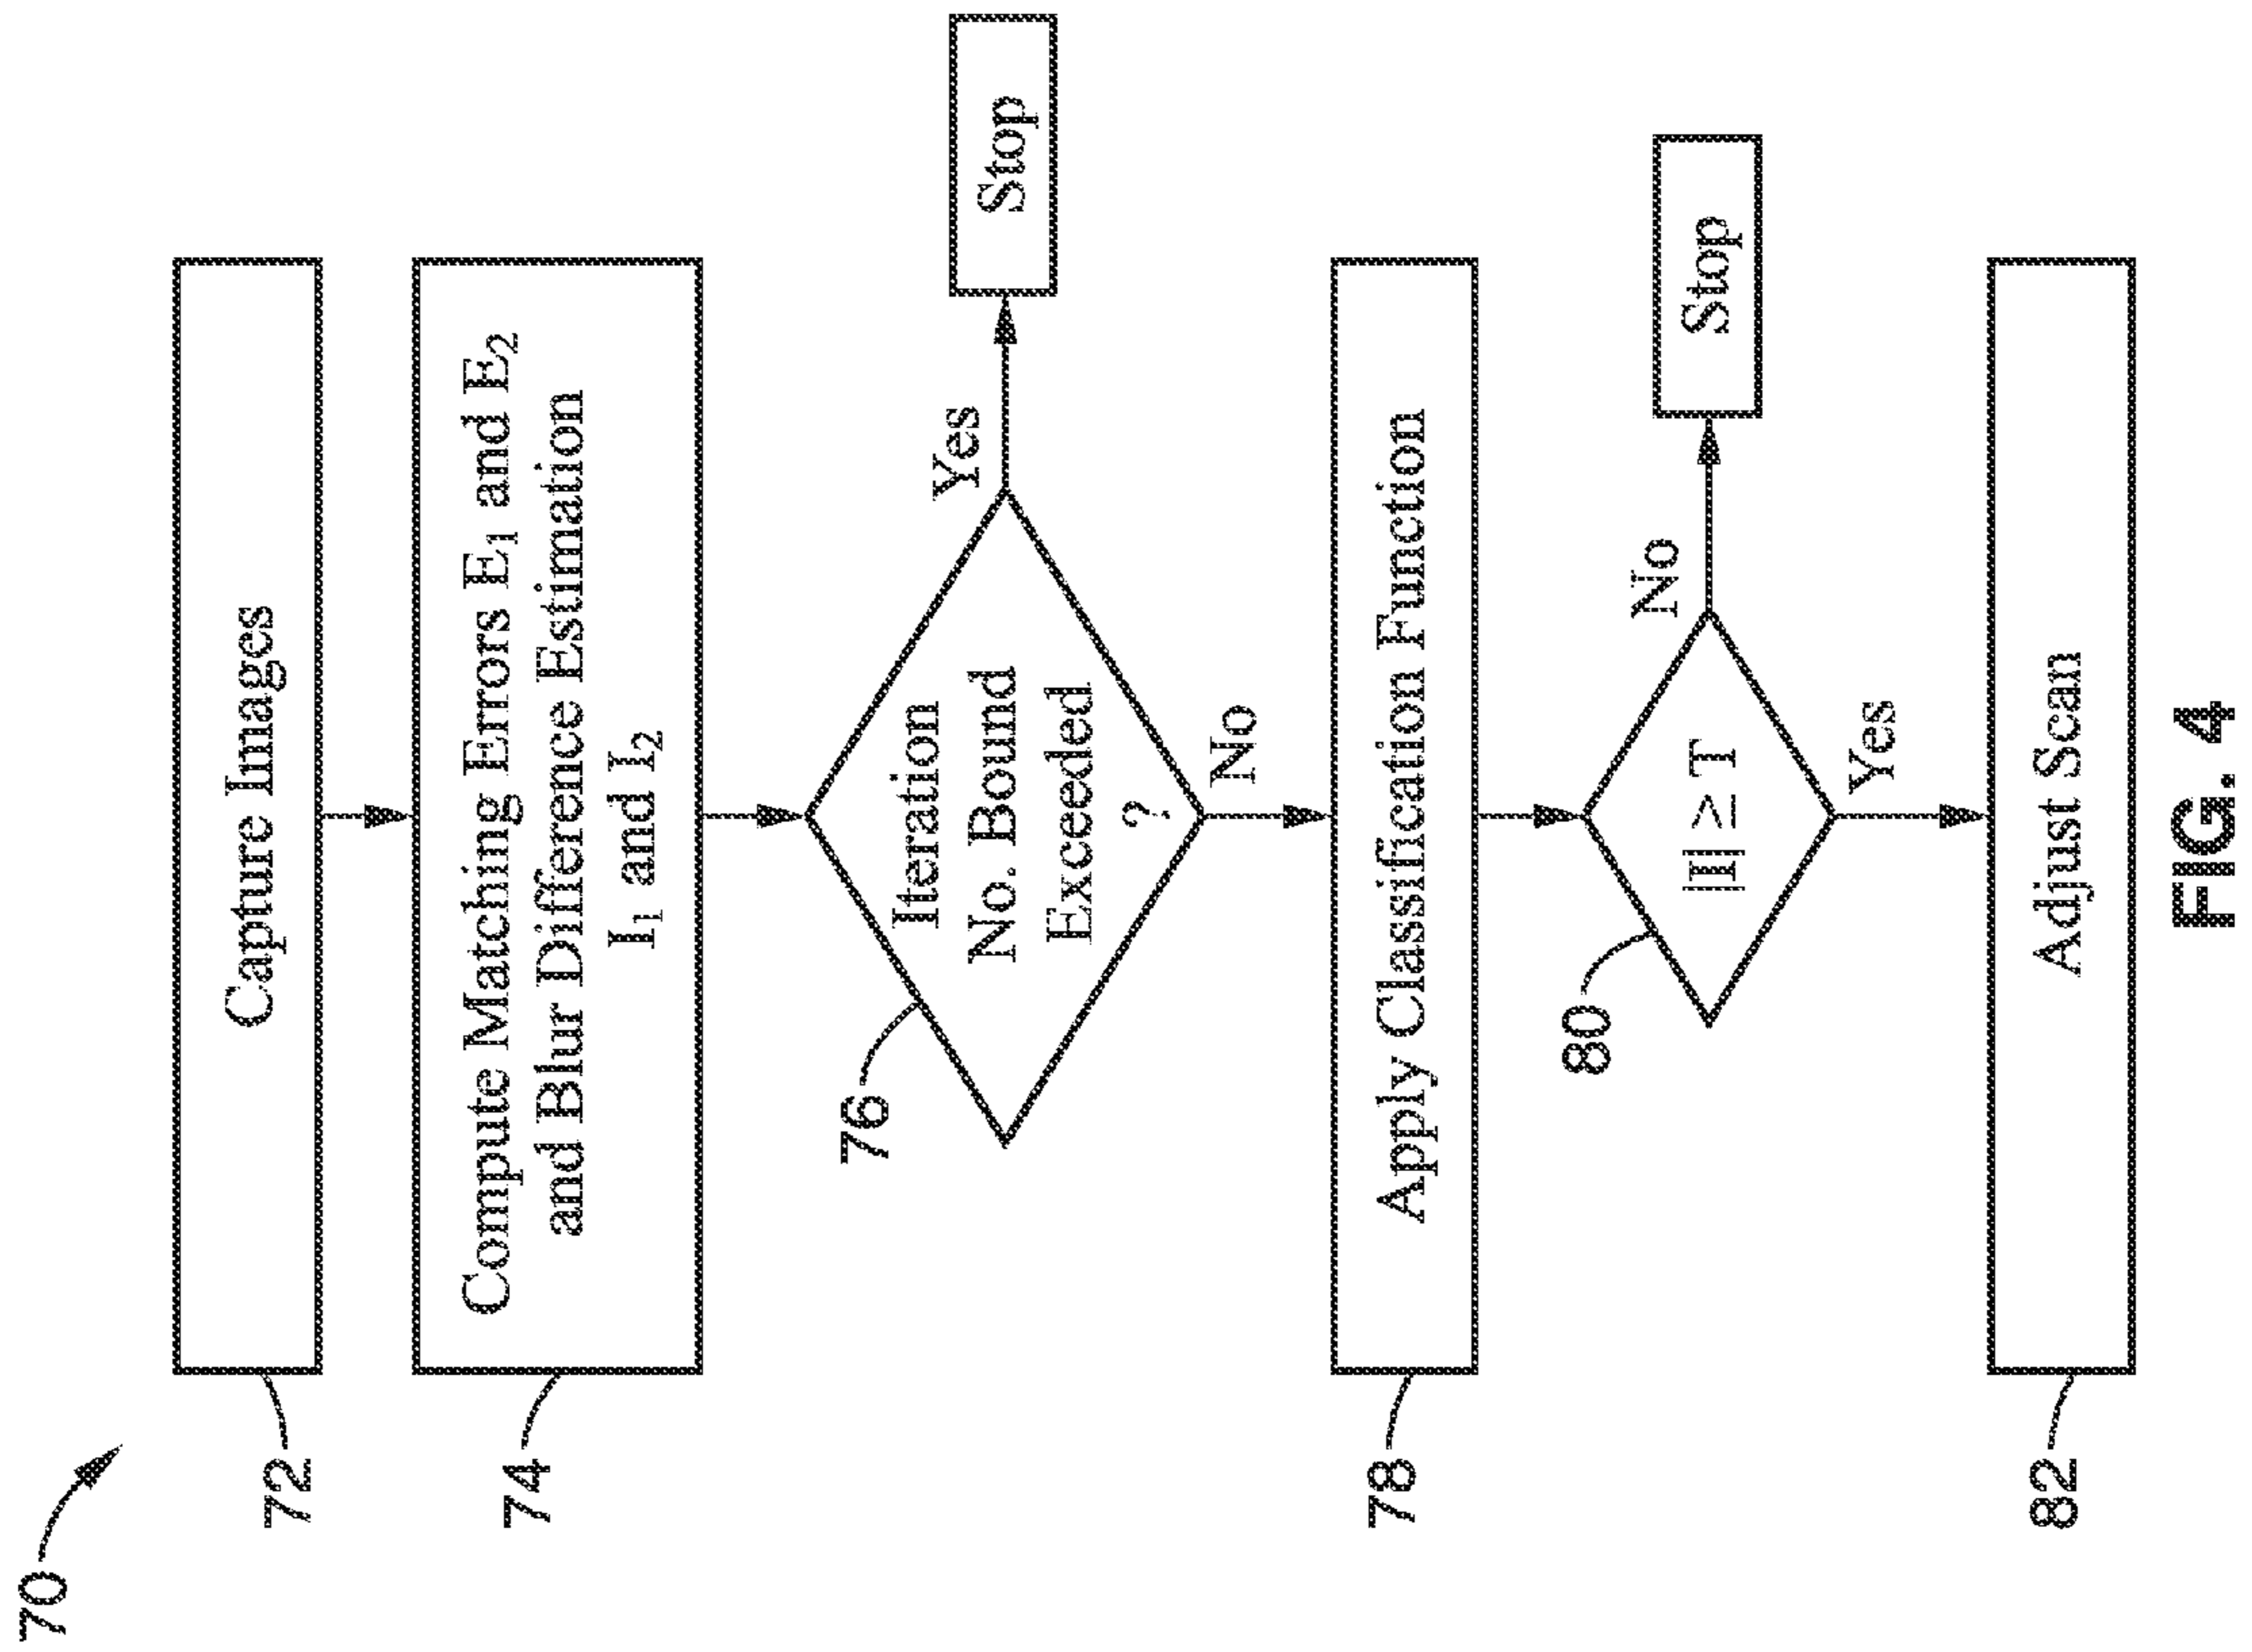 70
72
Capture Images
74
Compute Matching Errors E₁ and E₂
and Blur Difference Estimation
I₁ and I₂
76
Iteration
No. Bound
Exceeded
?
Yes
Stop
No
78
Apply Classification Function
80
|I| ≥ T
No
Stop
Yes
82
Adjust Scan
FIG. 4